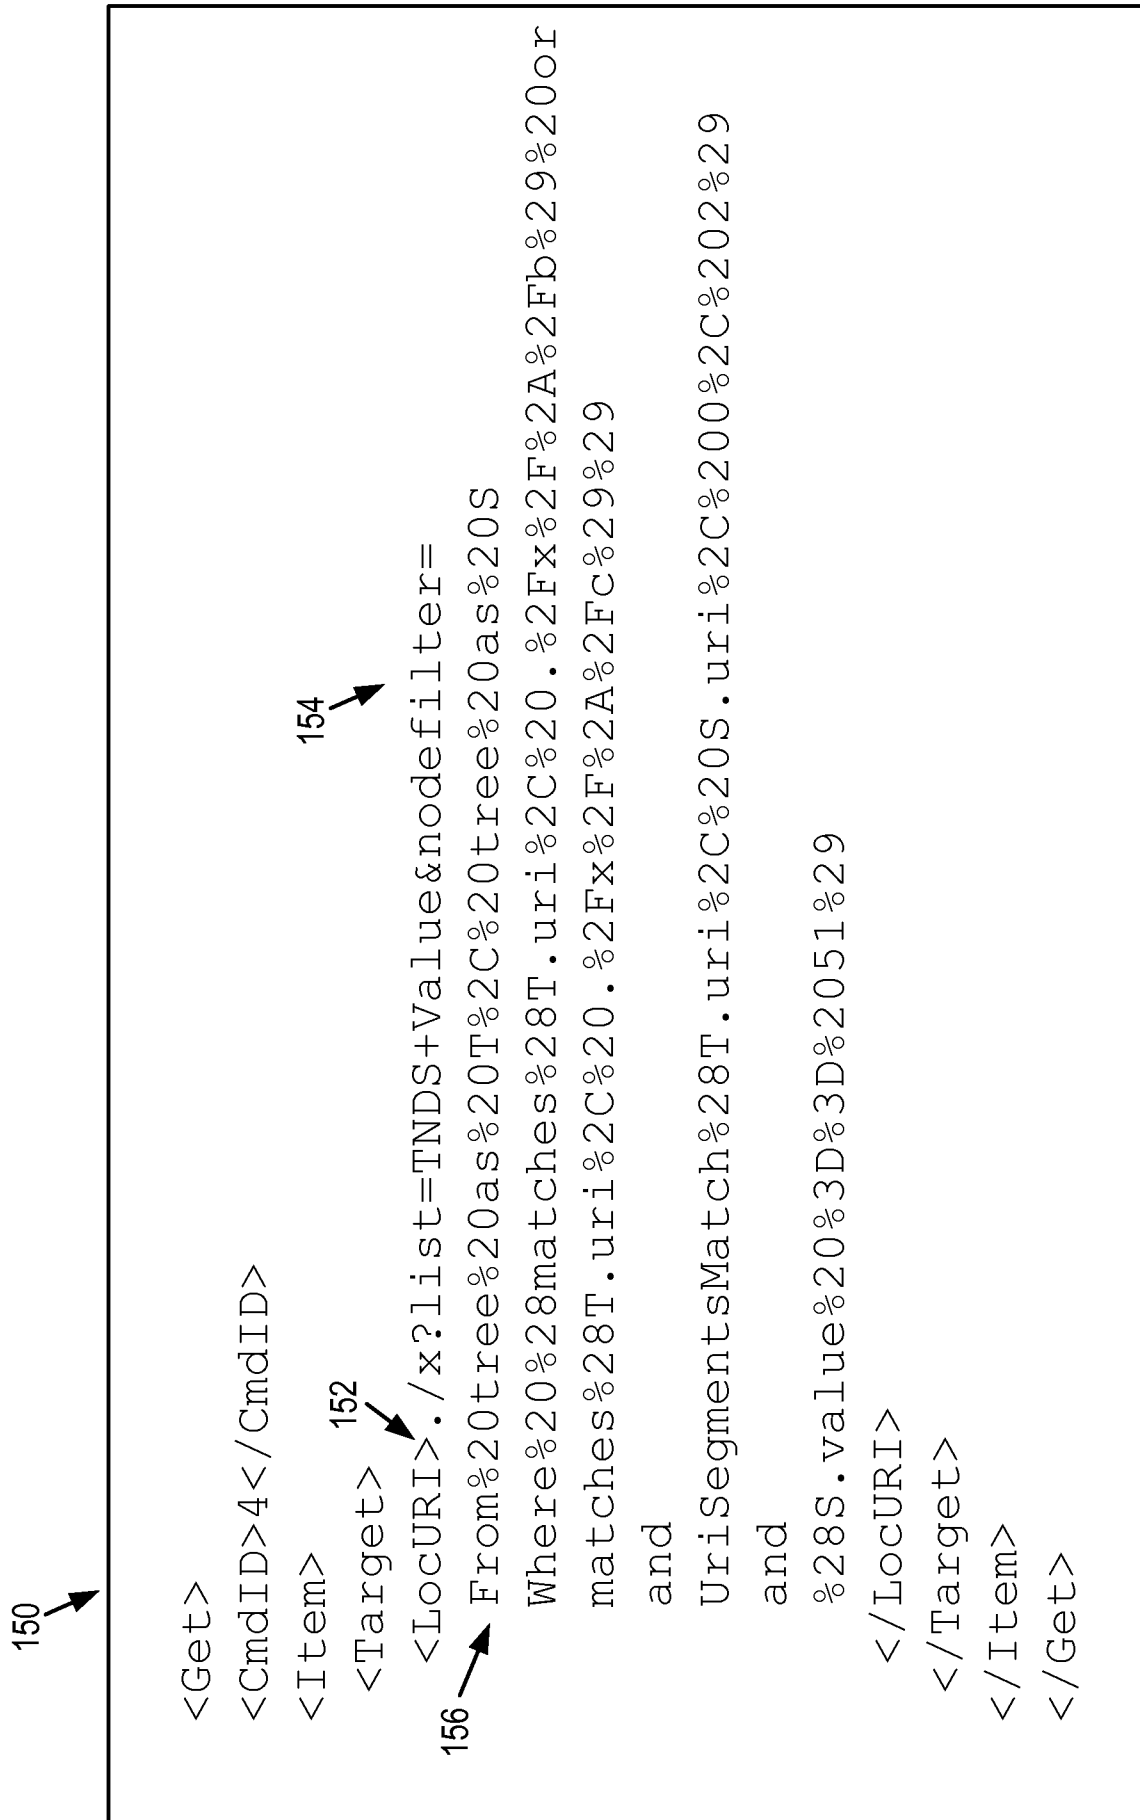 150
<Get>
<CmdID>4</CmdID>
<Item>
154
152
<Target>
<LocURI>./x?list=TNDS+Value&nodefilter=
156
From%20tree%20as%20T%2C%20tree%20as%20S
Where%20%28matches%28T.uri%2C%20.%2Fx%2F%2A%2Fb%29%20or
matches%28T.uri%2C%20.%2Fx%2F%2A%2Fc%29%29
and
UriSegmentsMatch%28T.uri%2C%20S.uri%2C%200%2C%202%29
and
%28S.value%20%3D%3D%2051%29
</LocURI>
</Target>
</Item>
</Get>